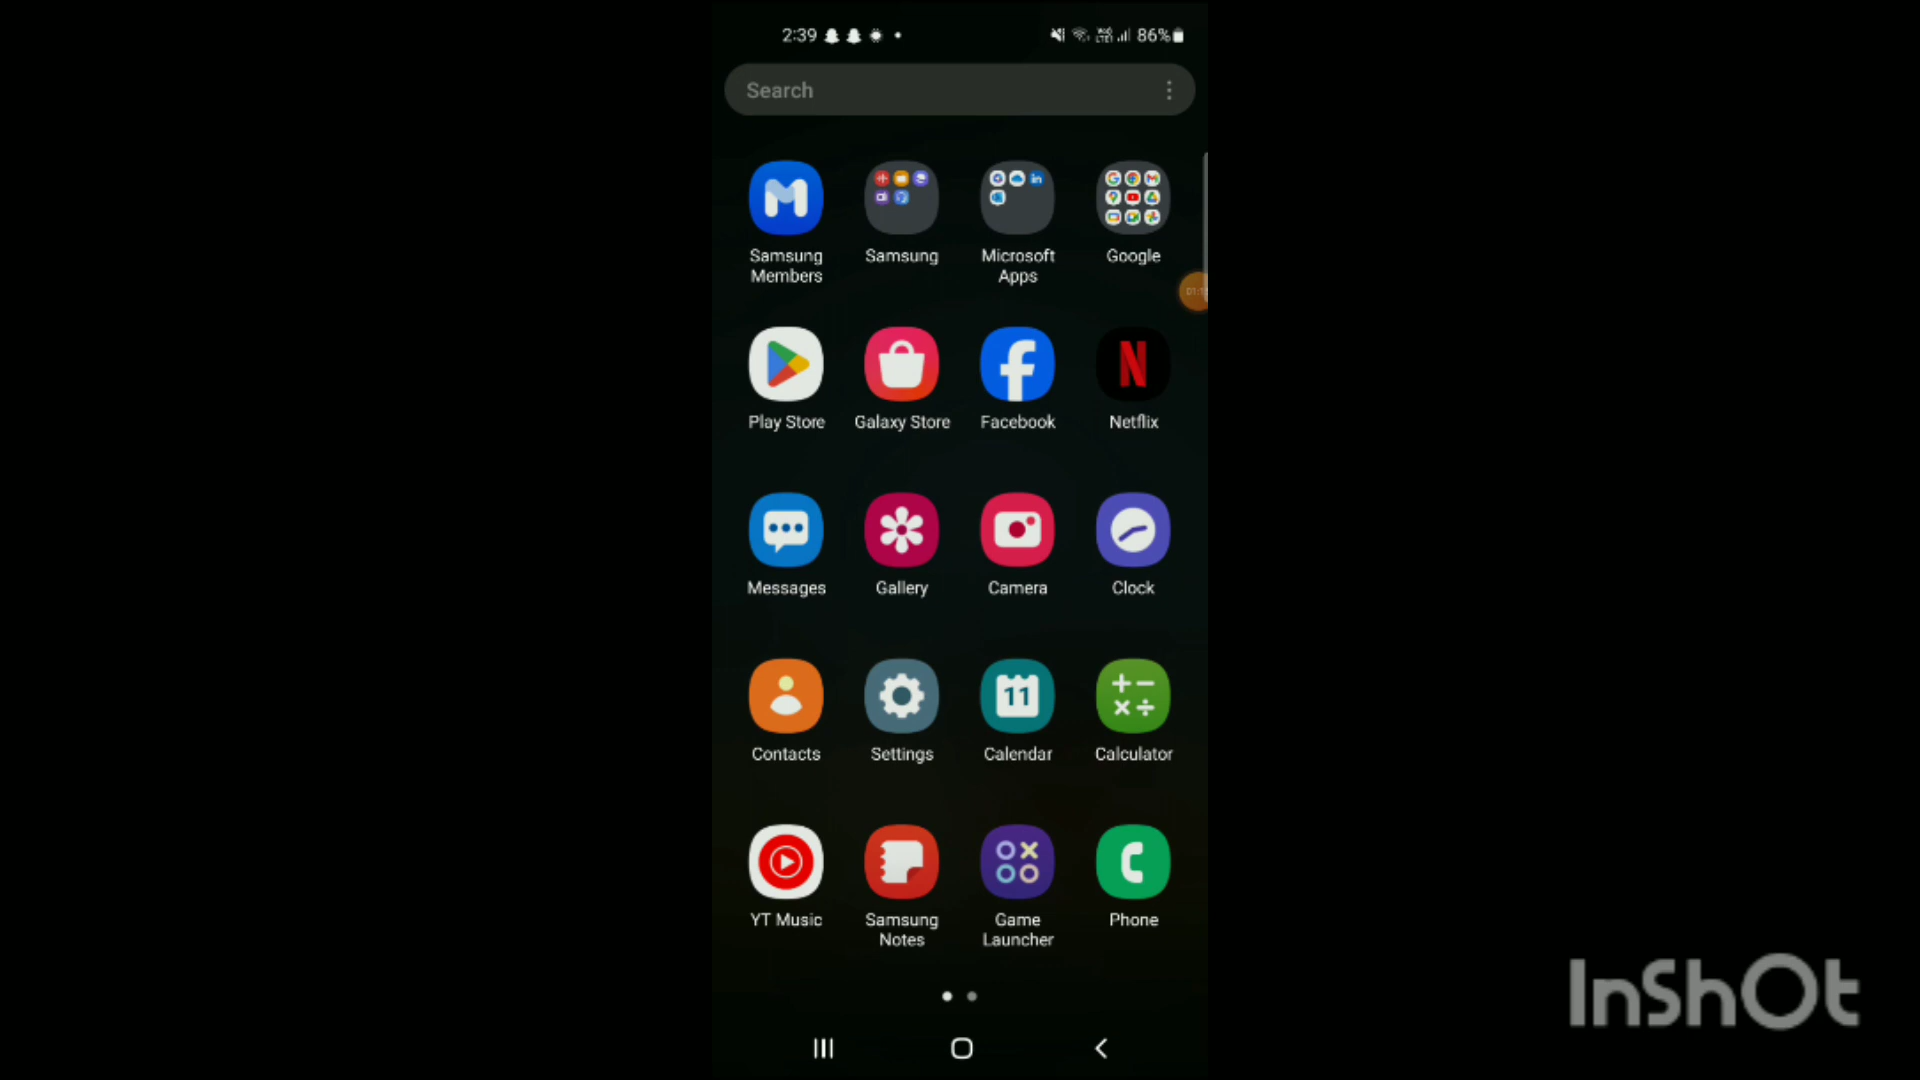 2:39
86%
Search
Samsung Members
Samsung
Microsoft Apps
Google
Play Store
Galaxy Store
Facebook
N
Netflix
Messages
Gallery
Camera
Clock
11
Contacts
Settings
Calendar
Calculator
YT Music
Samsung Notes
Game Launcher
Phone
InShOt